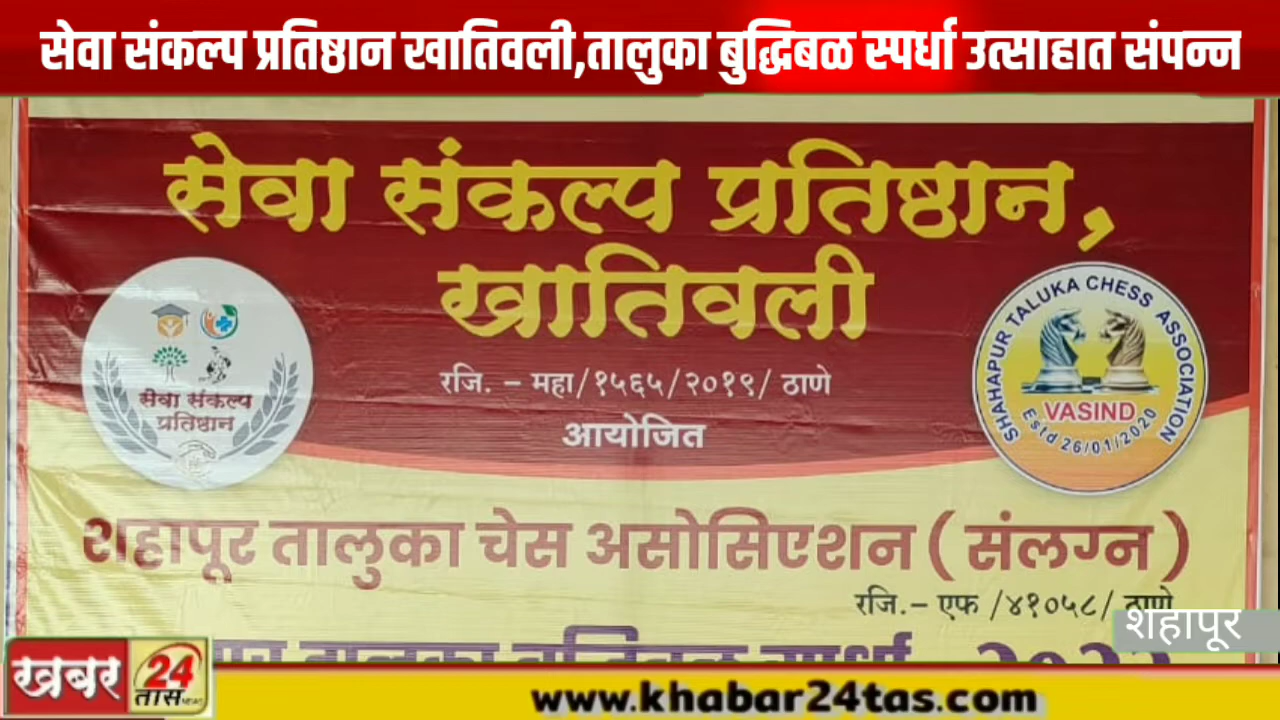 सेवा संकल्प प्रतिष्ठान खातिवली,तालुका बुद्धिबळ स्पर्धा उत्साहात संपन्न
सेवा संकल्प प्रतिष्ठान,
खातिवली
रजि. - महा/१५६५/२०१९/ ठाणे
आयोजित
सेवा संकल्प
प्रतिष्ठान
SHAHAPUR TALUKA CHESS ASSOCIATION
VASIND
Estd 26/01/2020
शहापूर तालुका चेस असोसिएशन ( संलग्न )
रजि.- एफ /४१०५८/ ठाणे
शहापूर
खबर 24
तास NEWS
www.khabar24tas.com